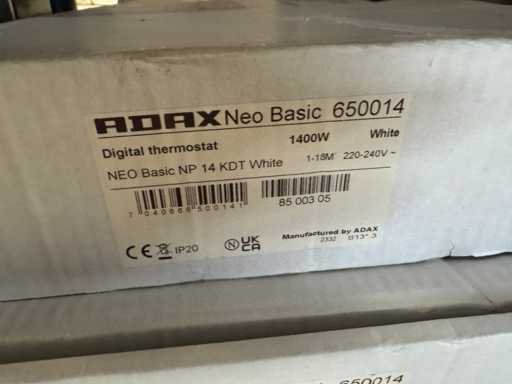 ADAX Neo Basic 650014
Digital thermostat 1400W White
NEO Basic NP 14 KDT White 1-18M² 220-240V ~
7 040666 500141
85 003 05
CE IP20 N UK CA
Manufactured by ADAX
2332
650014